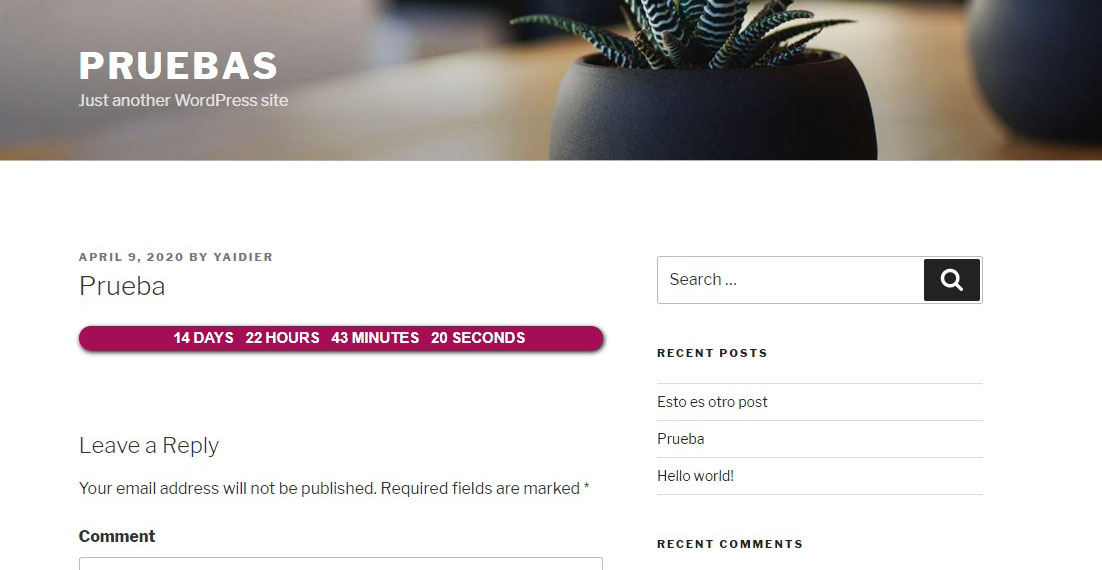 PRUEBAS
Just another WordPress site
APRIL 9, 2020 BY YAIDIER
Prueba
14 DAYS 22 HOURS 43 MINUTES 20 SECONDS
Leave a Reply
Your email address will not be published. Required fields are marked *
Comment
Search …
RECENT POSTS
Esto es otro post
Prueba
Hello world!
RECENT COMMENTS